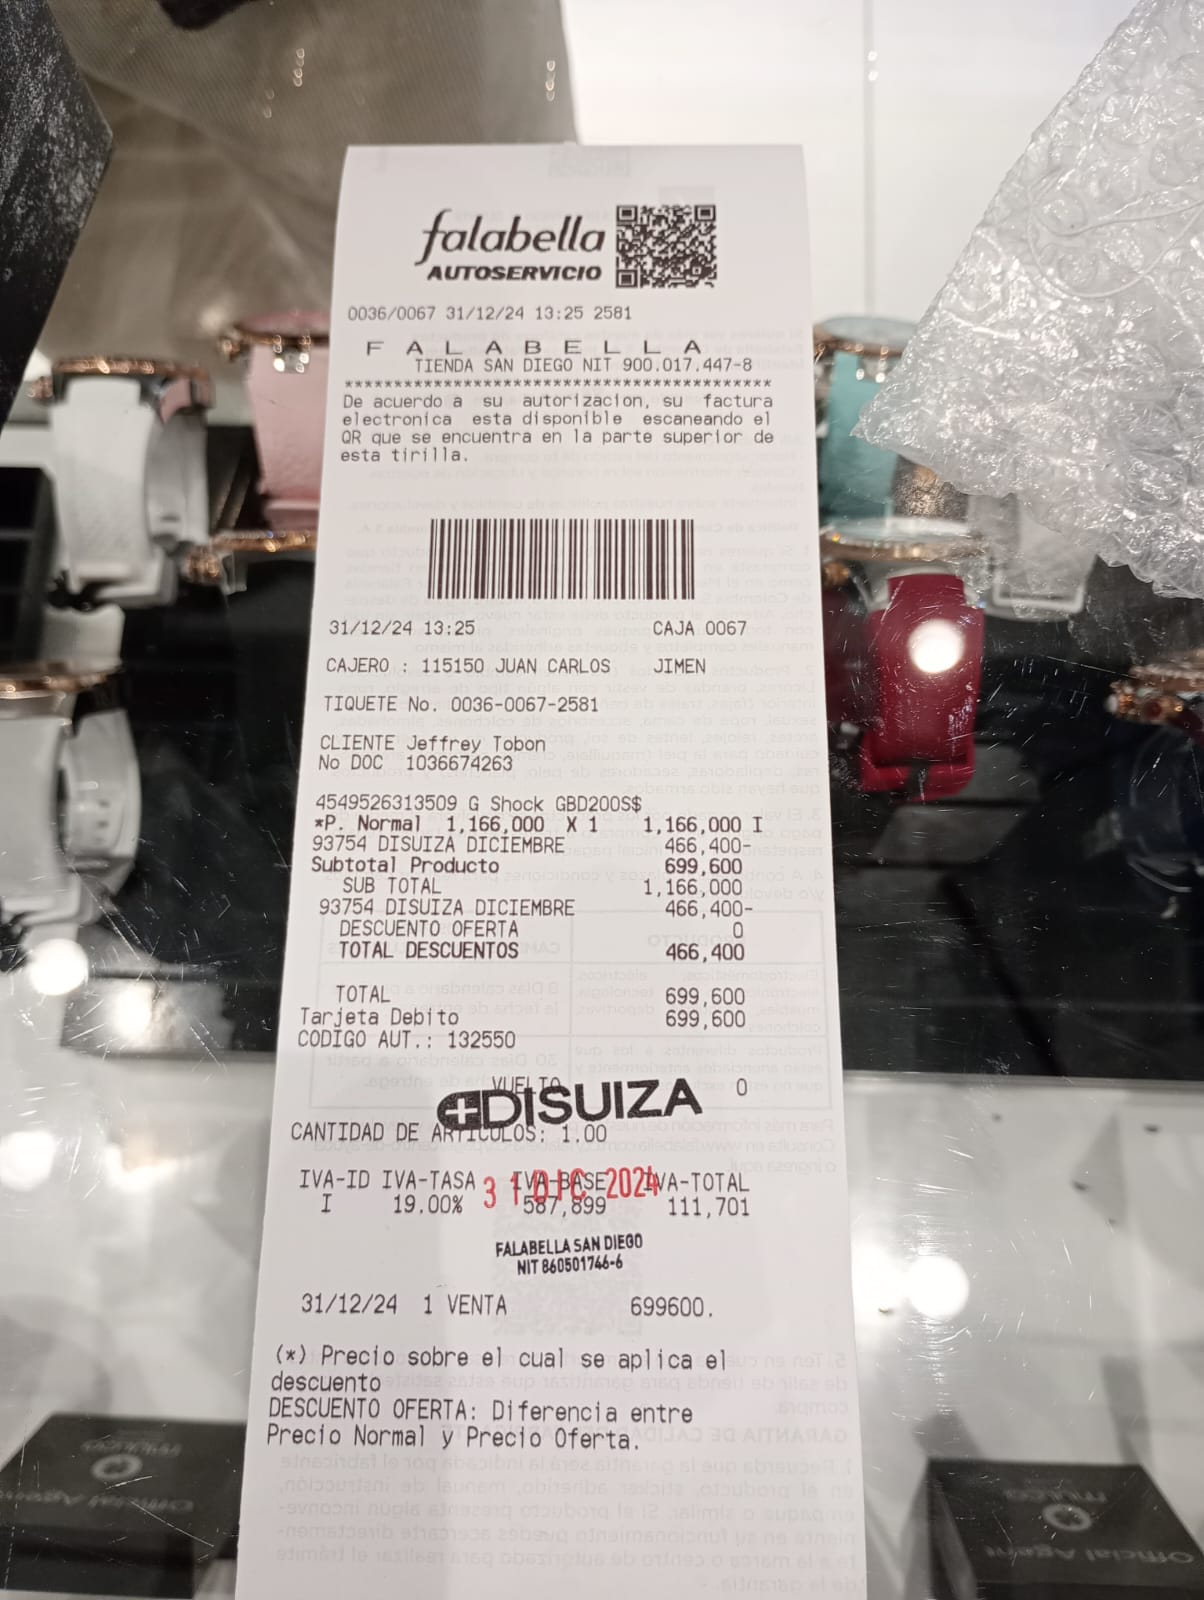 falabella
AUTOSERVICIO
0036/0067 31/12/24 13:25 2581
F A L A B E L L A
TIENDA SAN DIEGO NIT 900.017.447-8
******************************************
De acuerdo a su autorizacion, su factura
electronica esta disponible escaneando el
QR que se encuentra en la parte superior de
esta tirilla.
31/12/24 13:25 CAJA 0067
CAJERO : 115150 JUAN CARLOS JIMEN
TIQUETE No. 0036-0067-2581
CLIENTE Jeffrey Tobon
No DOC 1036674263
4549526313509 G Shock GBD200S$
*P. Normal 1,166,000 X 1 1,166,000 I
93754 DISUIZA DICIEMBRE 466,400-
Subtotal Producto 699,600
SUB TOTAL 1,166,000
93754 DISUIZA DICIEMBRE 466,400-
DESCUENTO OFERTA 0
TOTAL DESCUENTOS 466,400
TOTAL 699,600
Tarjeta Debito 699,600
CODIGO AUT.: 132550
VUELTO 0
DISUIZA
CANTIDAD DE ARTICULOS: 1.00
IVA-ID IVA-TASA IVA-BASE IVA-TOTAL
31 DIC 2024
I 19.00% 587,899 111,701
FALABELLA SAN DIEGO
NIT 860501746-6
31/12/24 1 VENTA 699600.
(*) Precio sobre el cual se aplica el
descuento
DESCUENTO OFERTA: Diferencia entre
Precio Normal y Precio Oferta.